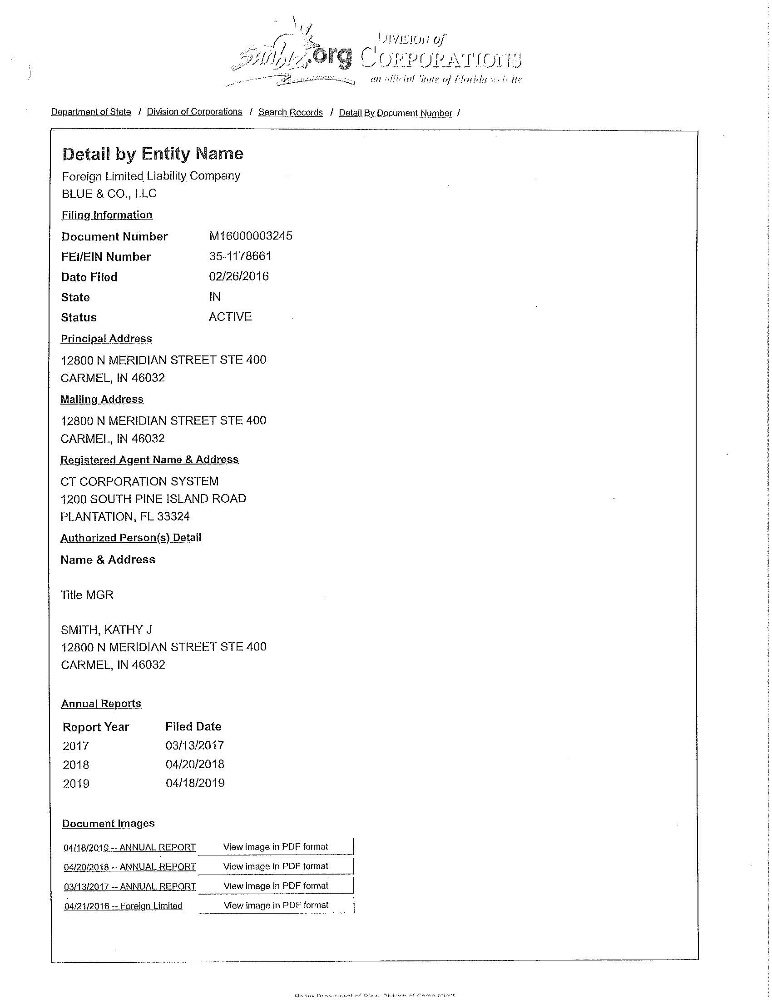 Sunbiz.org Division of
CORPORATIONS
an official State of Florida website
Department of State / Division of Corporations / Search Records / Detail By Document Number /
Detail by Entity Name
Foreign Limited Liability Company
BLUE & CO., LLC
Filing Information
Document Number M16000003245
FEI/EIN Number 35-1178661
Date Filed 02/26/2016
State IN
Status ACTIVE
Principal Address
12800 N MERIDIAN STREET STE 400
CARMEL, IN 46032
Mailing Address
12800 N MERIDIAN STREET STE 400
CARMEL, IN 46032
Registered Agent Name & Address
CT CORPORATION SYSTEM
1200 SOUTH PINE ISLAND ROAD
PLANTATION, FL 33324
Authorized Person(s) Detail
Name & Address
Title MGR
SMITH, KATHY J
12800 N MERIDIAN STREET STE 400
CARMEL, IN 46032
Annual Reports
Report Year Filed Date
2017 03/13/2017
2018 04/20/2018
2019 04/18/2019
Document Images
04/18/2019 -- ANNUAL REPORT View image in PDF format
04/20/2018 -- ANNUAL REPORT View image in PDF format
03/13/2017 -- ANNUAL REPORT View image in PDF format
04/21/2016 -- Foreign Limited View image in PDF format
Florida Department of State, Division of Corporations